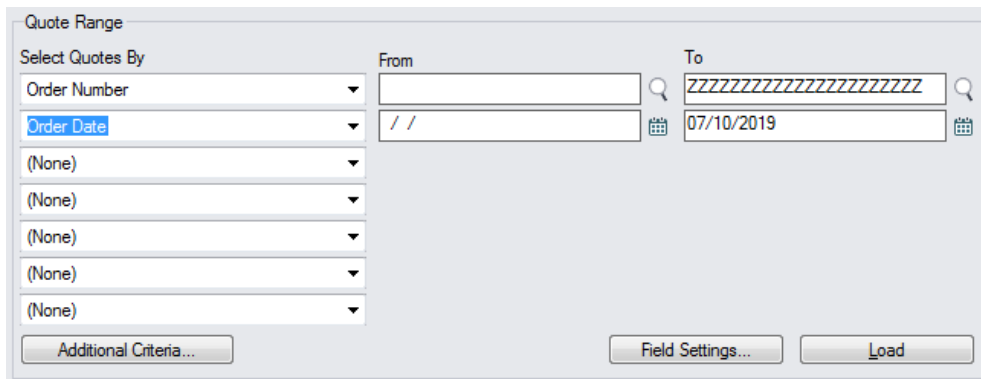 Quote Range
Select Quotes By From To
Order Number ZZZZZZZZZZZZZZZZZZZZZZ
Order Date / / 07/10/2019
(None)
(None)
(None)
(None)
(None)
Additional Criteria... Field Settings... Load